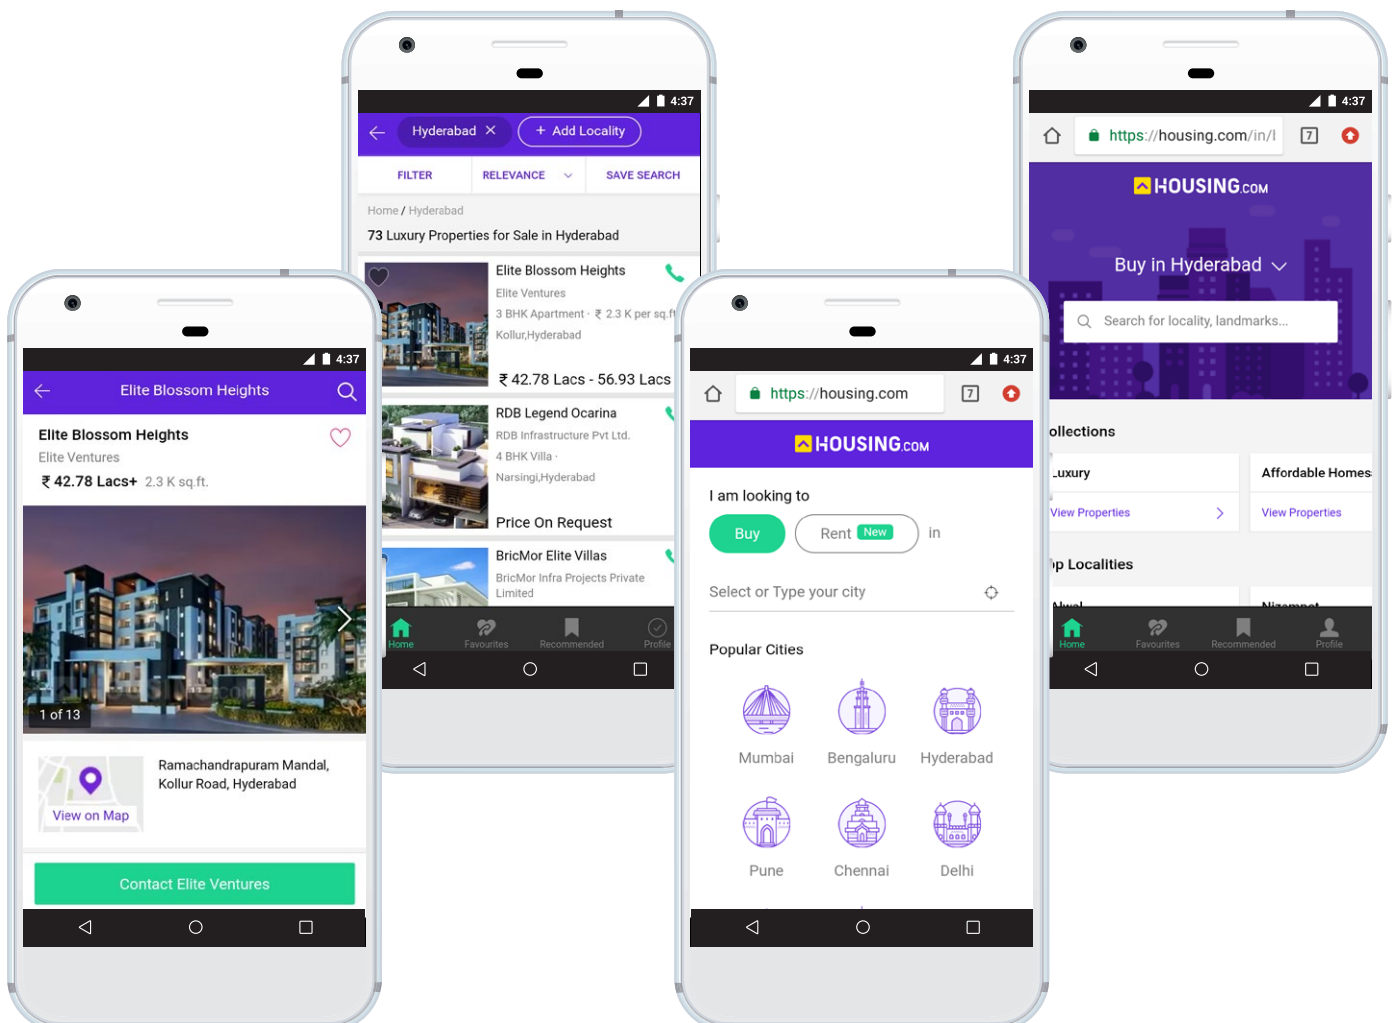 4:37
Elite Blossom Heights
Elite Blossom Heights
Elite Ventures
₹ 42.78 Lacs+ 2.3 K sq.ft.
1 of 13
Ramachandrapuram Mandal,
Kollur Road, Hyderabad
View on Map
Contact Elite Ventures
4:37
Hyderabad ✕ + Add Locality
FILTER RELEVANCE SAVE SEARCH
Home / Hyderabad
73 Luxury Properties for Sale in Hyderabad
Elite Blossom Heights
Elite Ventures
3 BHK Apartment · ₹ 2.3 K per sq.ft
Kollur,Hyderabad
₹ 42.78 Lacs - 56.93 Lacs
RDB Legend Ocarina
RDB Infrastructure Pvt Ltd.
4 BHK Villa ·
Narsingi,Hyderabad
Price On Request
BricMor Elite Villas
BricMor Infra Projects Private
Limited
Home Favourites Recommended Profile
4:37
https://housing.com 7
HOUSING.COM
I am looking to
Buy Rent New in
Select or Type your city
Popular Cities
Mumbai Bengaluru Hyderabad
Pune Chennai Delhi
4:37
https://housing.com/in/ 7
HOUSING.COM
Buy in Hyderabad
Search for locality, landmarks...
ollections
Luxury Affordable Homes
View Properties View Properties
op Localities
Alwal Nizampet
Home Favourites Recommended Profile